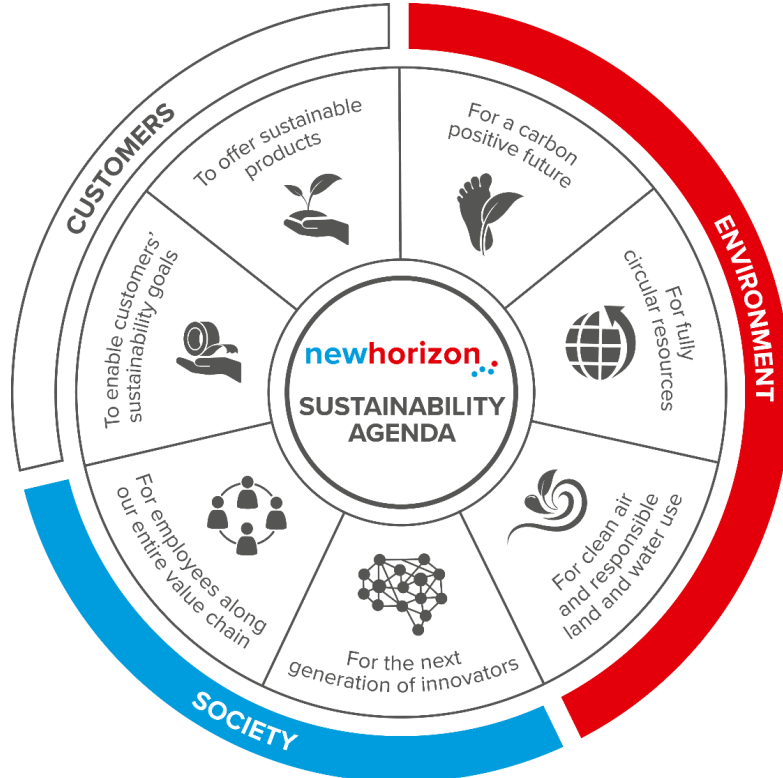 CUSTOMERS
ENVIRONMENT
SOCIETY
To offer sustainable
products
For a carbon
positive future
For fully
circular resources
For clean air
and responsible
land and water use
For the next
generation of innovators
For employees along
our entire value chain
To enable customers'
sustainability goals
newhorizon
SUSTAINABILITY
AGENDA